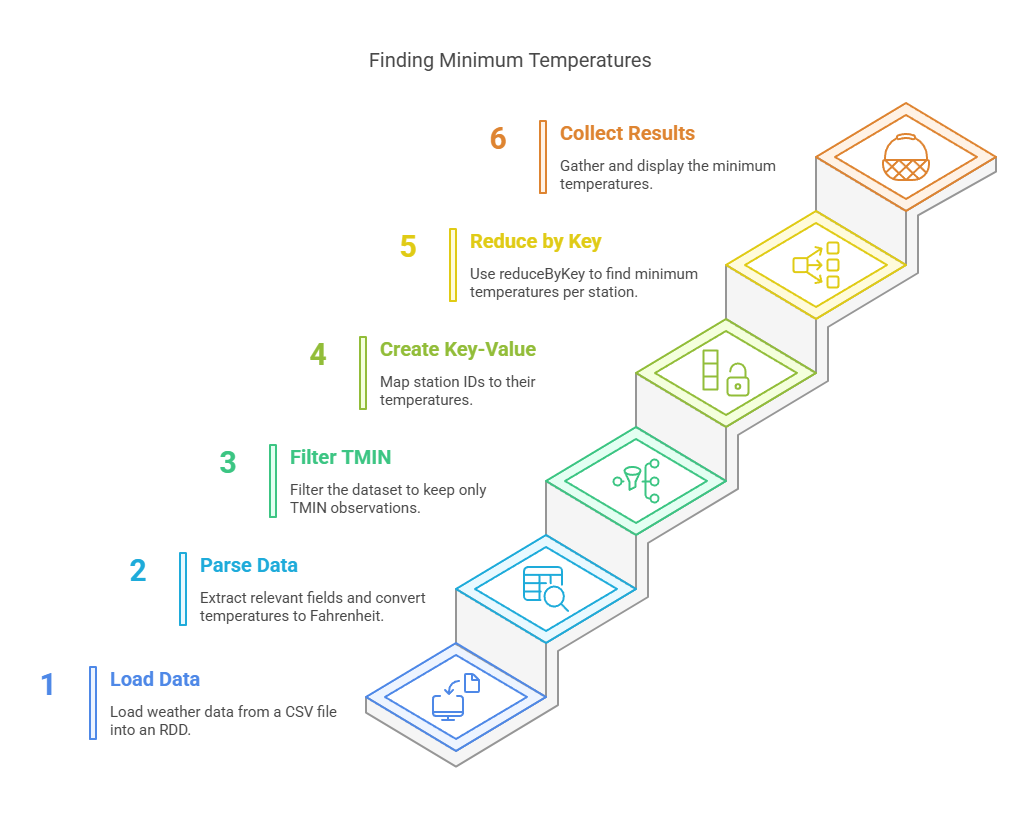 Finding Minimum Temperatures
6
Collect Results
Gather and display the minimum
temperatures.
5
Reduce by Key
Use reduceByKey to find minimum
temperatures per station.
4
Create Key-Value
Map station IDs to their
temperatures.
3
Filter TMIN
Filter the dataset to keep only
TMIN observations.
2
Parse Data
Extract relevant fields and convert
temperatures to Fahrenheit.
1
Load Data
Load weather data from a CSV file
into an RDD.